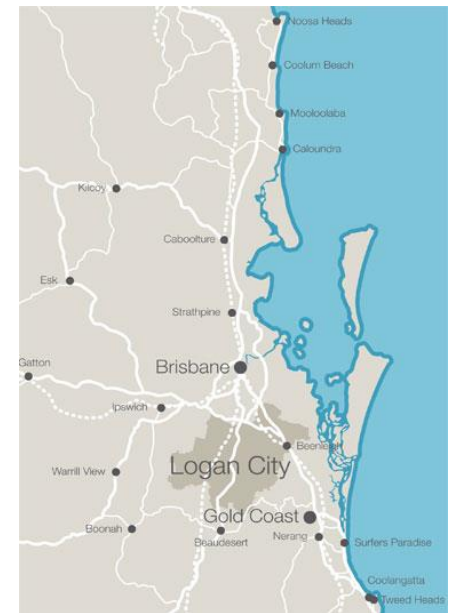 Noosa Heads
Coolum Beach
Mooloolaba
Caloundra
Kilcoy
Caboolture
Esk
Strathpine
Gatton
Brisbane
Ipswich
Beenleigh
Logan City
Warrill View
Gold Coast
Boonah
Beaudesert
Nerang
Surfers Paradise
Coolangatta
Tweed Heads